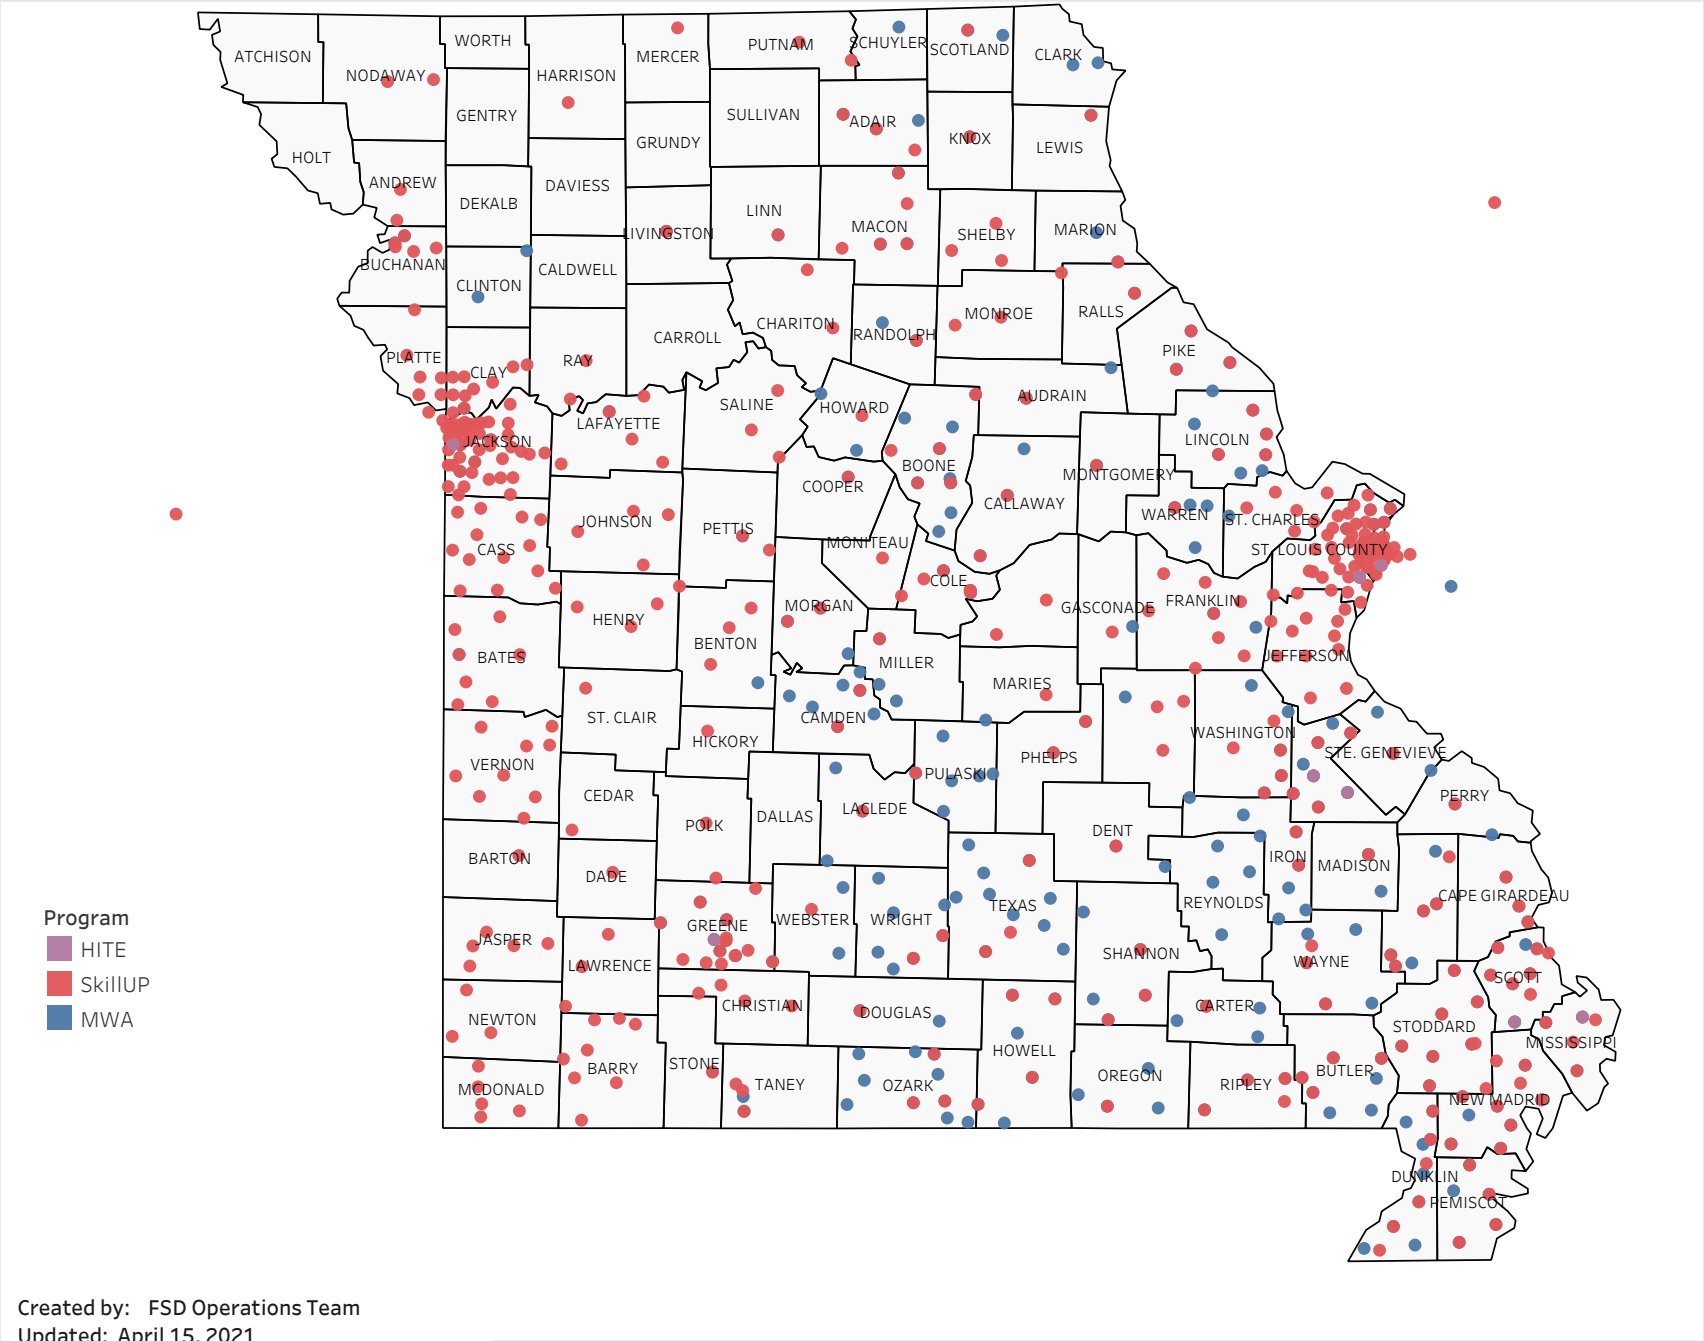 WORTH
PUTNAM
SCHUYLER
SCOTLAND
CLARK
ATCHISON
MERCER
NODAWAY
HARRISON
GENTRY
SULLIVAN
ADAIR
GRUNDY
KNOX
LEWIS
HOLT
ANDREW
DAVIESS
DEKALB
LINN
MACON
LIVINGSTON
SHELBY
MARION
BUCHANAN
CALDWELL
CLINTON
CHARITON
MONROE
RALLS
RANDOLPH
CARROLL
PLATTE
RAY
PIKE
CLAY
SALINE
HOWARD
AUDRAIN
LAFAYETTE
JACKSON
LINCOLN
BOONE
MONTGOMERY
COOPER
CALLAWAY
WARREN
ST. CHARLES
JOHNSON
PETTIS
MONITEAU
CASS
ST. LOUIS COUNTY
COLE
MORGAN
GASCONADE
FRANKLIN
HENRY
BENTON
BATES
MILLER
JEFFERSON
MARIES
ST. CLAIR
CAMDEN
HICKORY
WASHINGTON
STE. GENEVIEVE
VERNON
PULASKI
PHELPS
CEDAR
PERRY
POLK
DALLAS
LACLEDE
DENT
BARTON
IRON
MADISON
DADE
CAPE GIRARDEAU
REYNOLDS
TEXAS
Program
GREENE
WEBSTER
WRIGHT
JASPER
HITE
LAWRENCE
SHANNON
WAYNE
SCOTT
SkillUP
CHRISTIAN
DOUGLAS
CARTER
MWA
NEWTON
STODDARD
MISSISSIPPI
HOWELL
STONE
BARRY
OREGON
BUTLER
MCDONALD
TANEY
OZARK
RIPLEY
NEW MADRID
DUNKLIN
PEMISCOT
Created by: FSD Operations Team
Updated: April 15, 2021